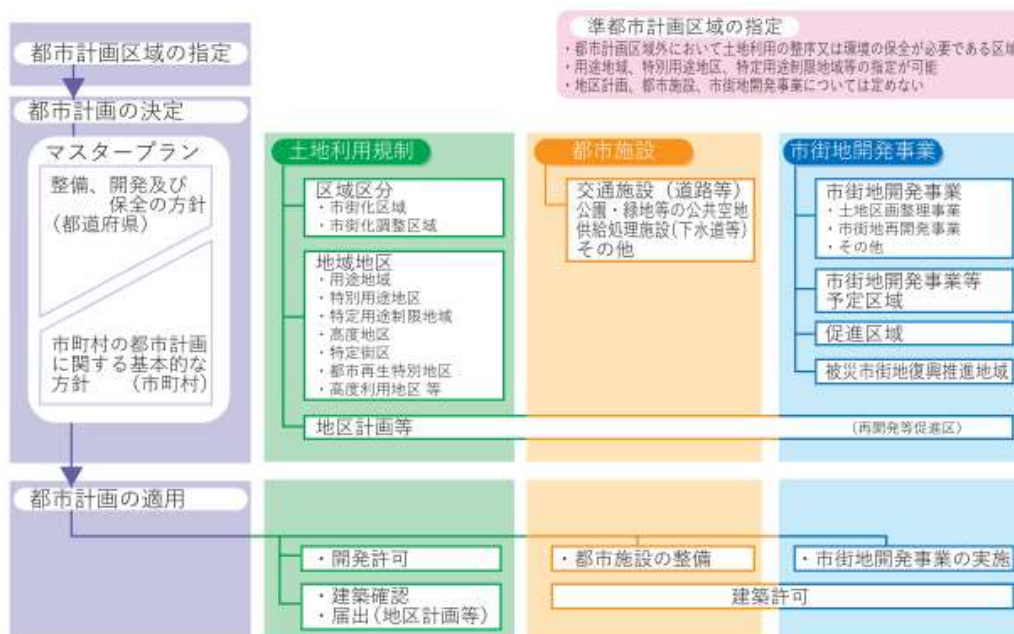 都市計画区域の指定
準都市計画区域の指定
・都市計画区域外において土地利用の整序又は環境の保全が必要である区域
・用途地域、特別用途地区、特定用途制限地域等の指定が可能
・地区計画、都市施設、市街地開発事業については定めない
都市計画の決定
マスタープラン
整備、開発及び
保全の方針
(都道府県)
市町村の都市計画
に関する基本的な
方針 (市町村)
土地利用規制
区域区分
・市街化区域
・市街化調整区域
地域地区
・用途地域
・特別用途地区
・特定用途制限地域
・高度地区
・特定街区
・都市再生特別地区
・高度利用地区 等
地区計画等
(再開発等促進区)
都市施設
交通施設 (道路等)
公園・緑地等の公共空地
供給処理施設(下水道等)
その他
市街地開発事業
市街地開発事業
・土地区画整理事業
・市街地再開発事業
・その他
市街地開発事業等
予定区域
促進区域
被災市街地復興推進地域
都市計画の適用
・開発許可
・建築確認
・届出(地区計画等)
・都市施設の整備
・市街地開発事業の実施
建築許可